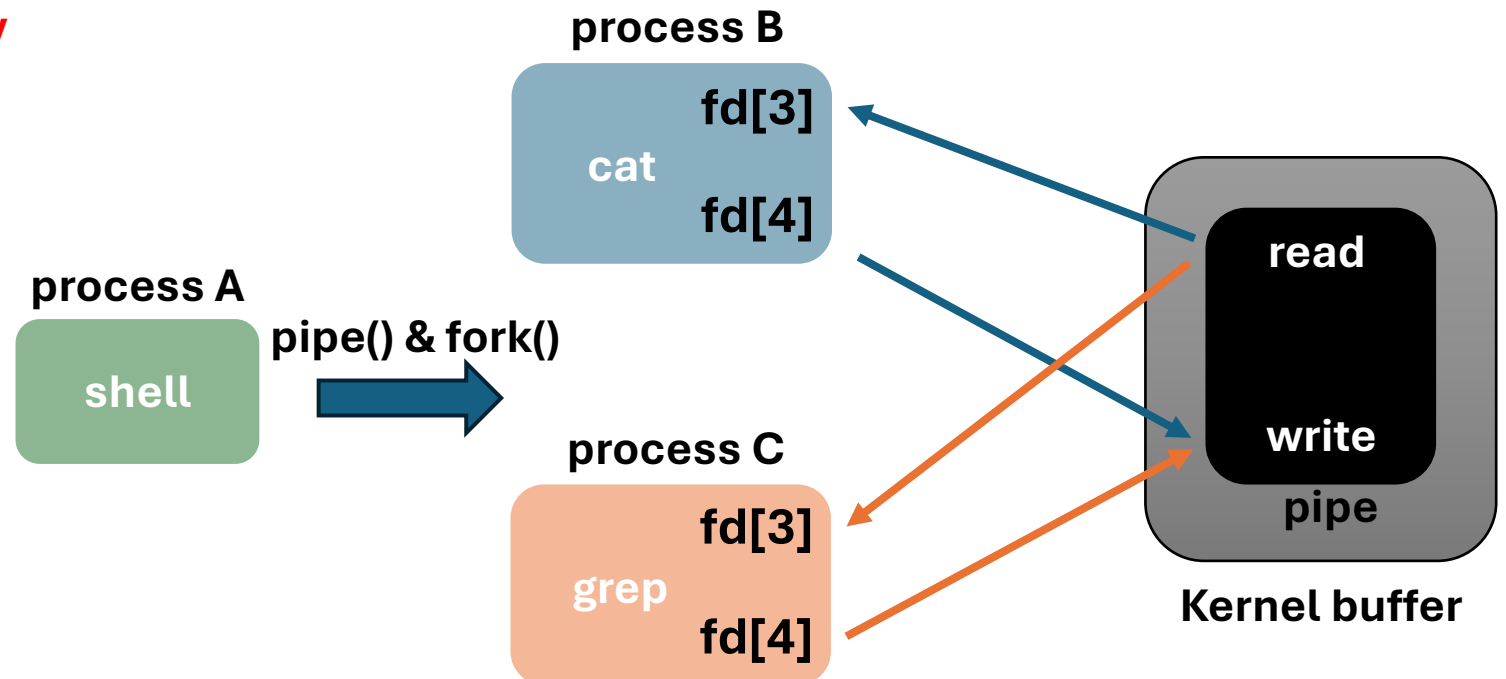 process B
fd[3]
cat
fd[4]
process A
pipe() & fork()
shell
read
write
pipe
Kernel buffer
process C
fd[3]
grep
fd[4]